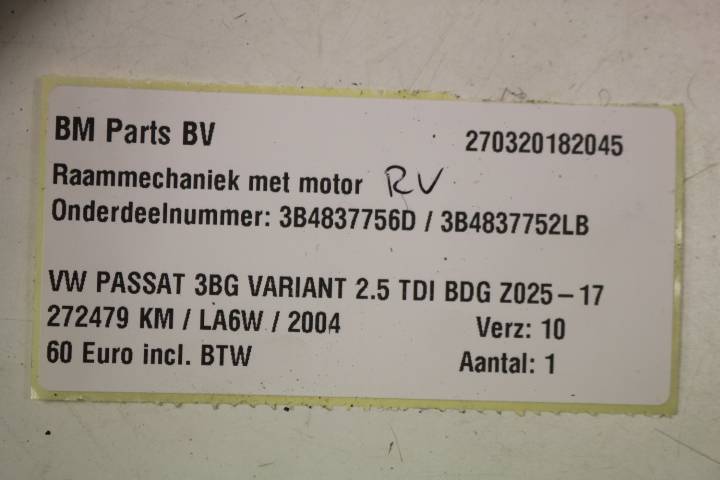 BM Parts BV 270320182045
Raammechaniek met motor RV
Onderdeelnummer: 3B4837756D / 3B4837752LB
VW PASSAT 3BG VARIANT 2.5 TDI BDG Z025-17
272479 KM / LA6W / 2004 Verz: 10
60 Euro incl. BTW Aantal: 1